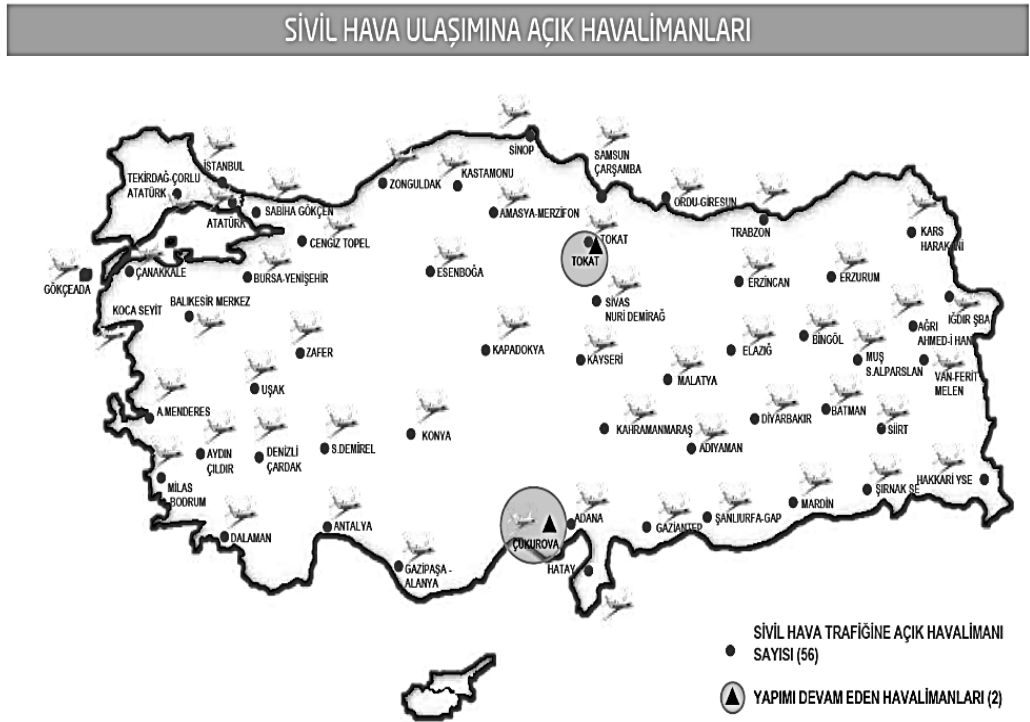 SİVİL HAVA ULAŞIMINA AÇIK HAVALİMANLARI
SİNOP
İSTANBUL
SAMSUN
ÇARŞAMBA
TEKİRDAĞ-ÇORLU
ATATÜRK
ZONGULDAK
KASTAMONU
ORDU-GİRESUN
ATATÜRK
SABİHA GÖKÇEN
AMASYA-MERZİFON
TRABZON
KARS
HARAKANİ
CENGİZ TOPEL
TOKAT
TOKAT
GÖKÇEADA
ÇANAKKALE
BURSA-YENİŞEHİR
ESENBOĞA
ERZİNCAN
ERZURUM
KOCA SEYİT
BALIKESİR MERKEZ
SİVAS
NURİ DEMİRAĞ
IĞDIR ŞBA
AĞRI
AHMED-İ HANİ
ZAFER
KAPADOKYA
KAYSERİ
ELAZIĞ
BİNGÖL
MUŞ
S.ALPARSLAN
VAN-FERİT
MELEN
UŞAK
MALATYA
A.MENDERES
KONYA
KAHRAMANMARAŞ
DİYARBAKIR
BATMAN
SİİRT
AYDIN
ÇILDIR
DENİZLİ
ÇARDAK
S.DEMİREL
ADIYAMAN
MİLAS
BODRUM
HAKKARİ YSE
ŞIRNAK ŞE
MARDİN
DALAMAN
ANTALYA
ÇUKUROVA
ADANA
GAZİANTEP
ŞANLIURFA-GAP
GAZİPAŞA -
ALANYA
HATAY
SİVİL HAVA TRAFİĞİNE AÇIK HAVALİMANI
SAYISI (56)
YAPIMI DEVAM EDEN HAVALİMANLARI (2)